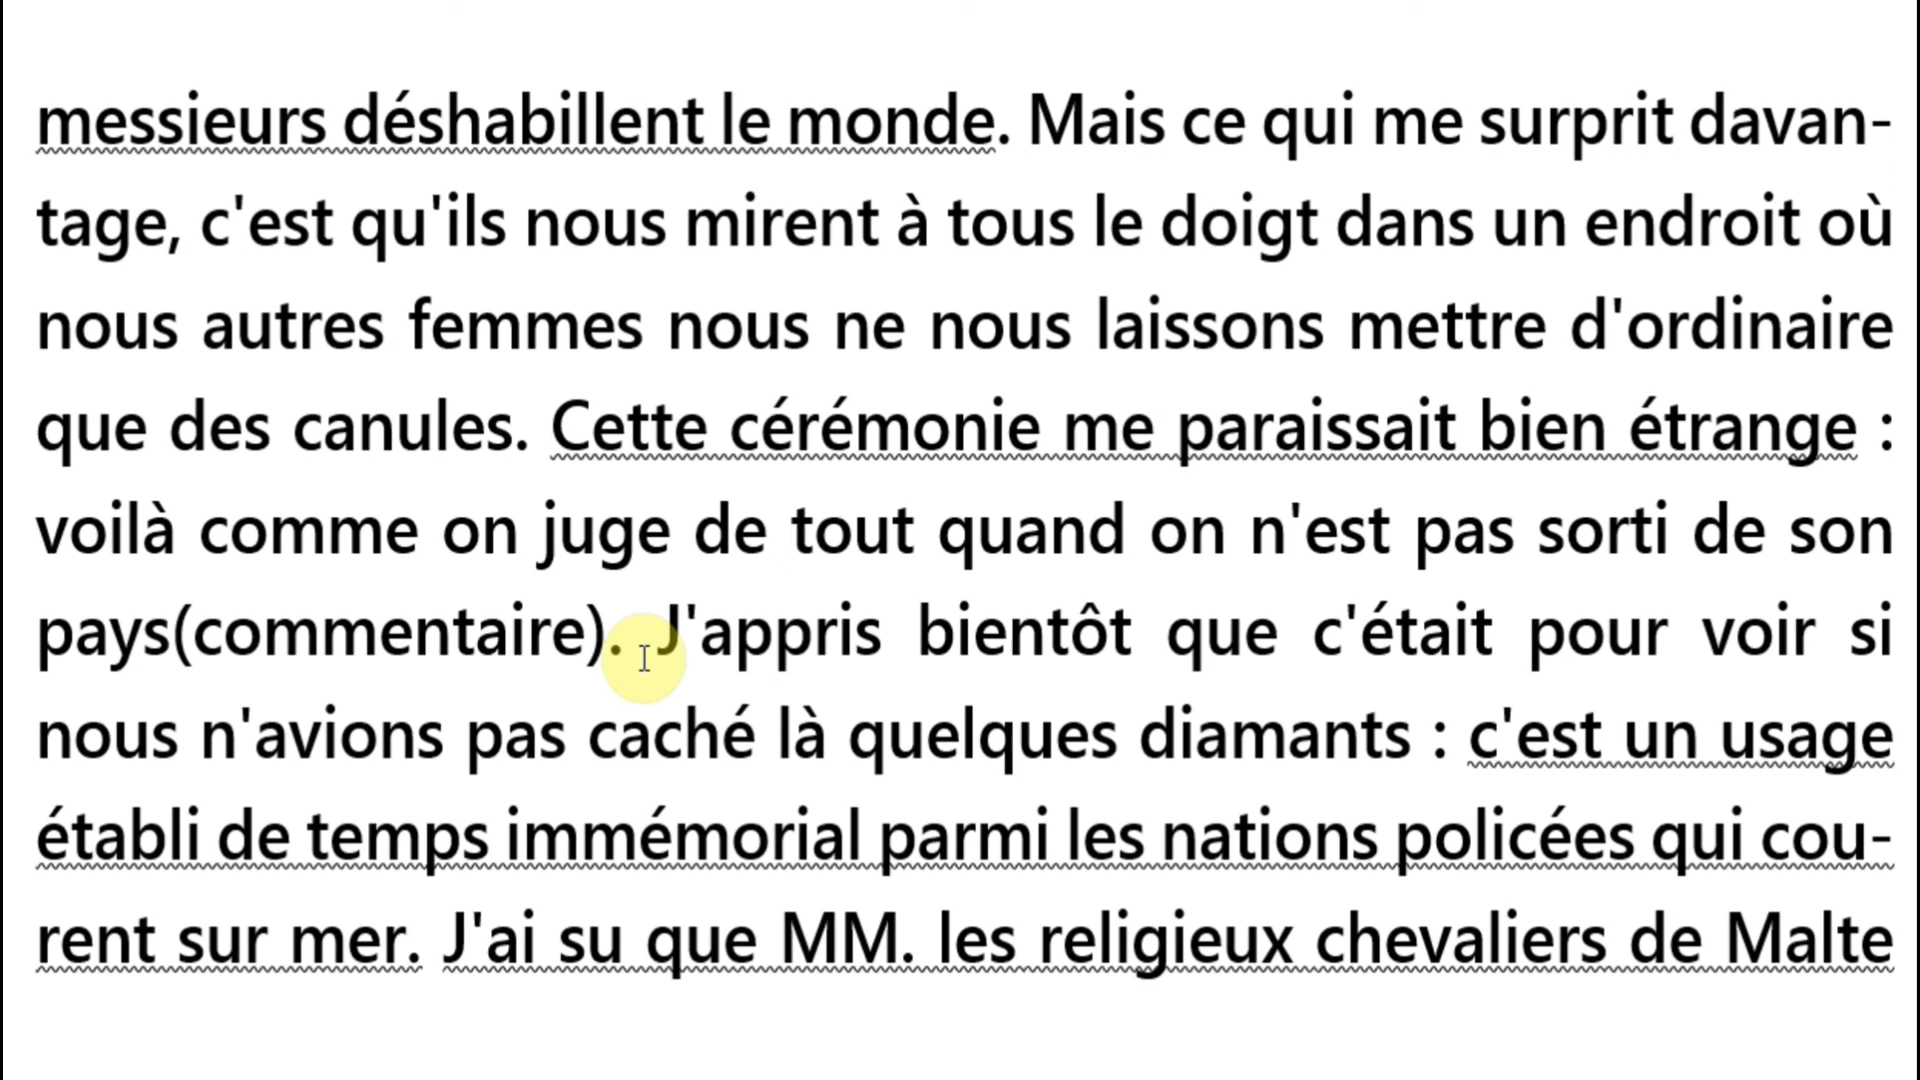 messieurs déshabillent le monde. Mais ce qui me surprit davan-
tage, c'est qu'ils nous mirent à tous le doigt dans un endroit où
nous autres femmes nous ne nous laissons mettre d'ordinaire
que des canules. Cette cérémonie me paraissait bien étrange :
voilà comme on juge de tout quand on n'est pas sorti de son
pays(commentaire). J'appris bientôt que c'était pour voir si
nous n'avions pas caché là quelques diamants : c'est un usage
établi de temps immémorial parmi les nations policées qui cou-
rent sur mer. J'ai su que MM. les religieux chevaliers de Malte